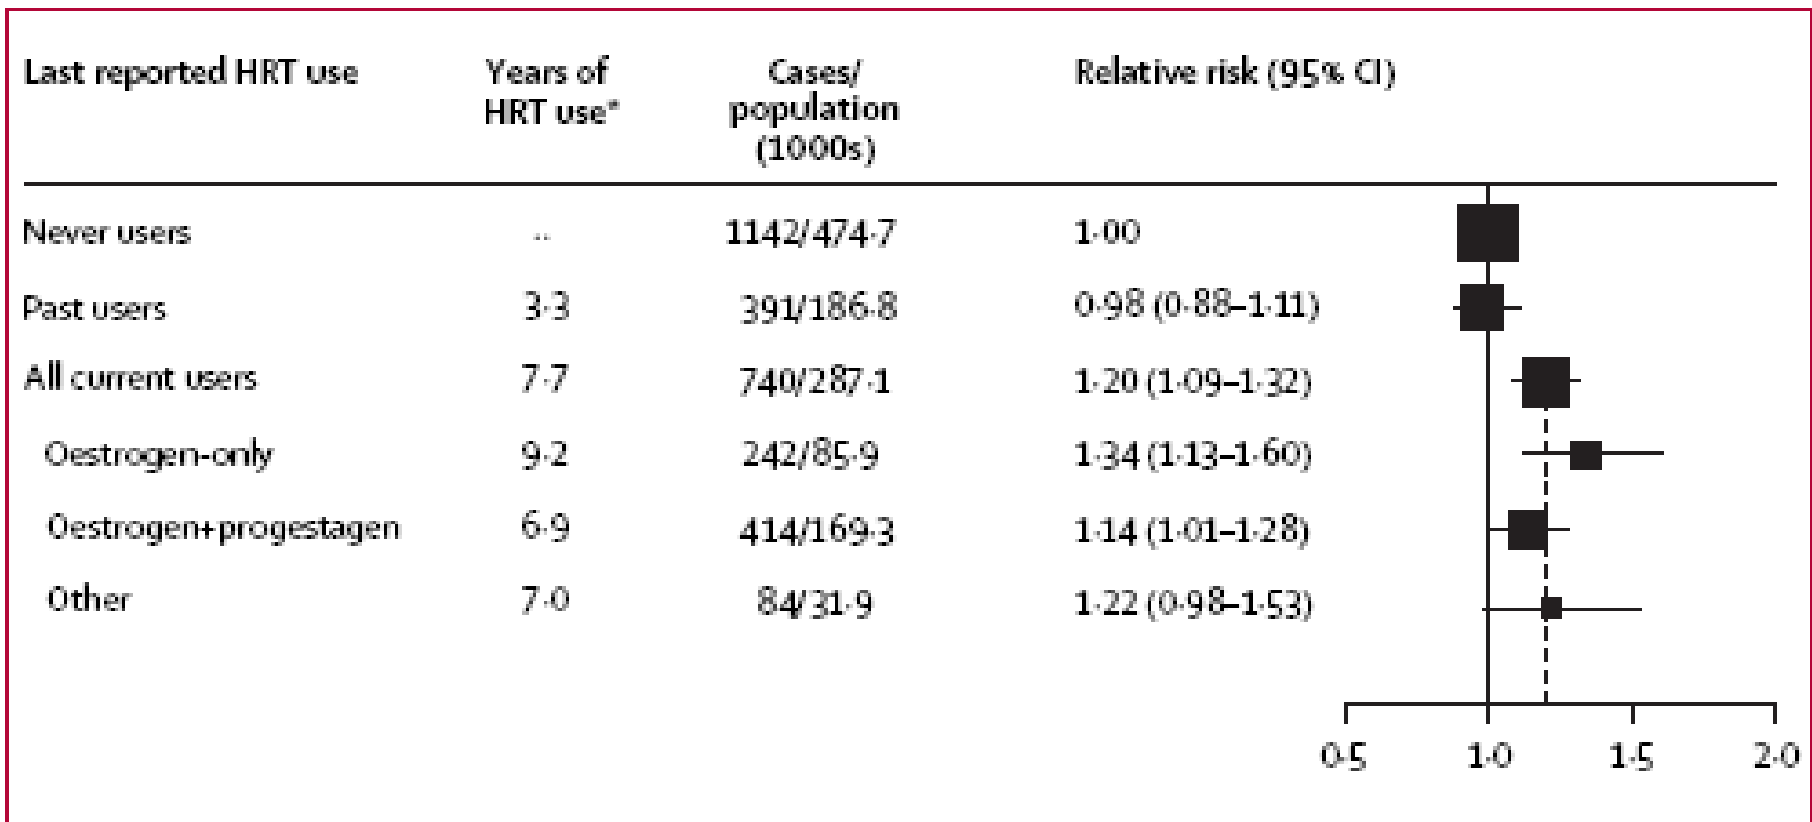 Last reported HRT use Years of HRT use* Cases/population (1000s) Relative risk (95% CI)
Never users .. 1142/474·7 1·00
Past users 3·3 391/186·8 0·98 (0·88–1·11)
All current users 7·7 740/287·1 1·20 (1·09–1·32)
Oestrogen-only 9·2 242/85·9 1·34 (1·13–1·60)
Oestrogen+progestagen 6·9 414/169·3 1·14 (1·01–1·28)
Other 7·0 84/31·9 1·22 (0·98–1·53)
0·5 1·0 1·5 2·0